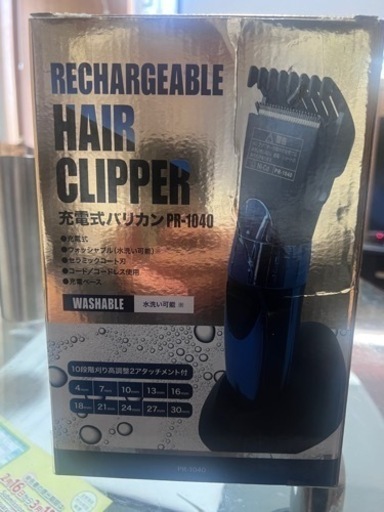 RECHARGEABLE
HAIR
CLIPPER
充電式バリカン PR-1040
●充電式
●ウォッシャブル(水洗い可能)※
●セラミックコート刃
●コード/コードレス使用
●充電ベース
WASHABLE 水洗い可能 ※
10段階刈り高調整2アタッチメント付
4mm 7mm 10mm 13mm 16mm
18mm 21mm 24mm 27mm 30mm
PR-1040